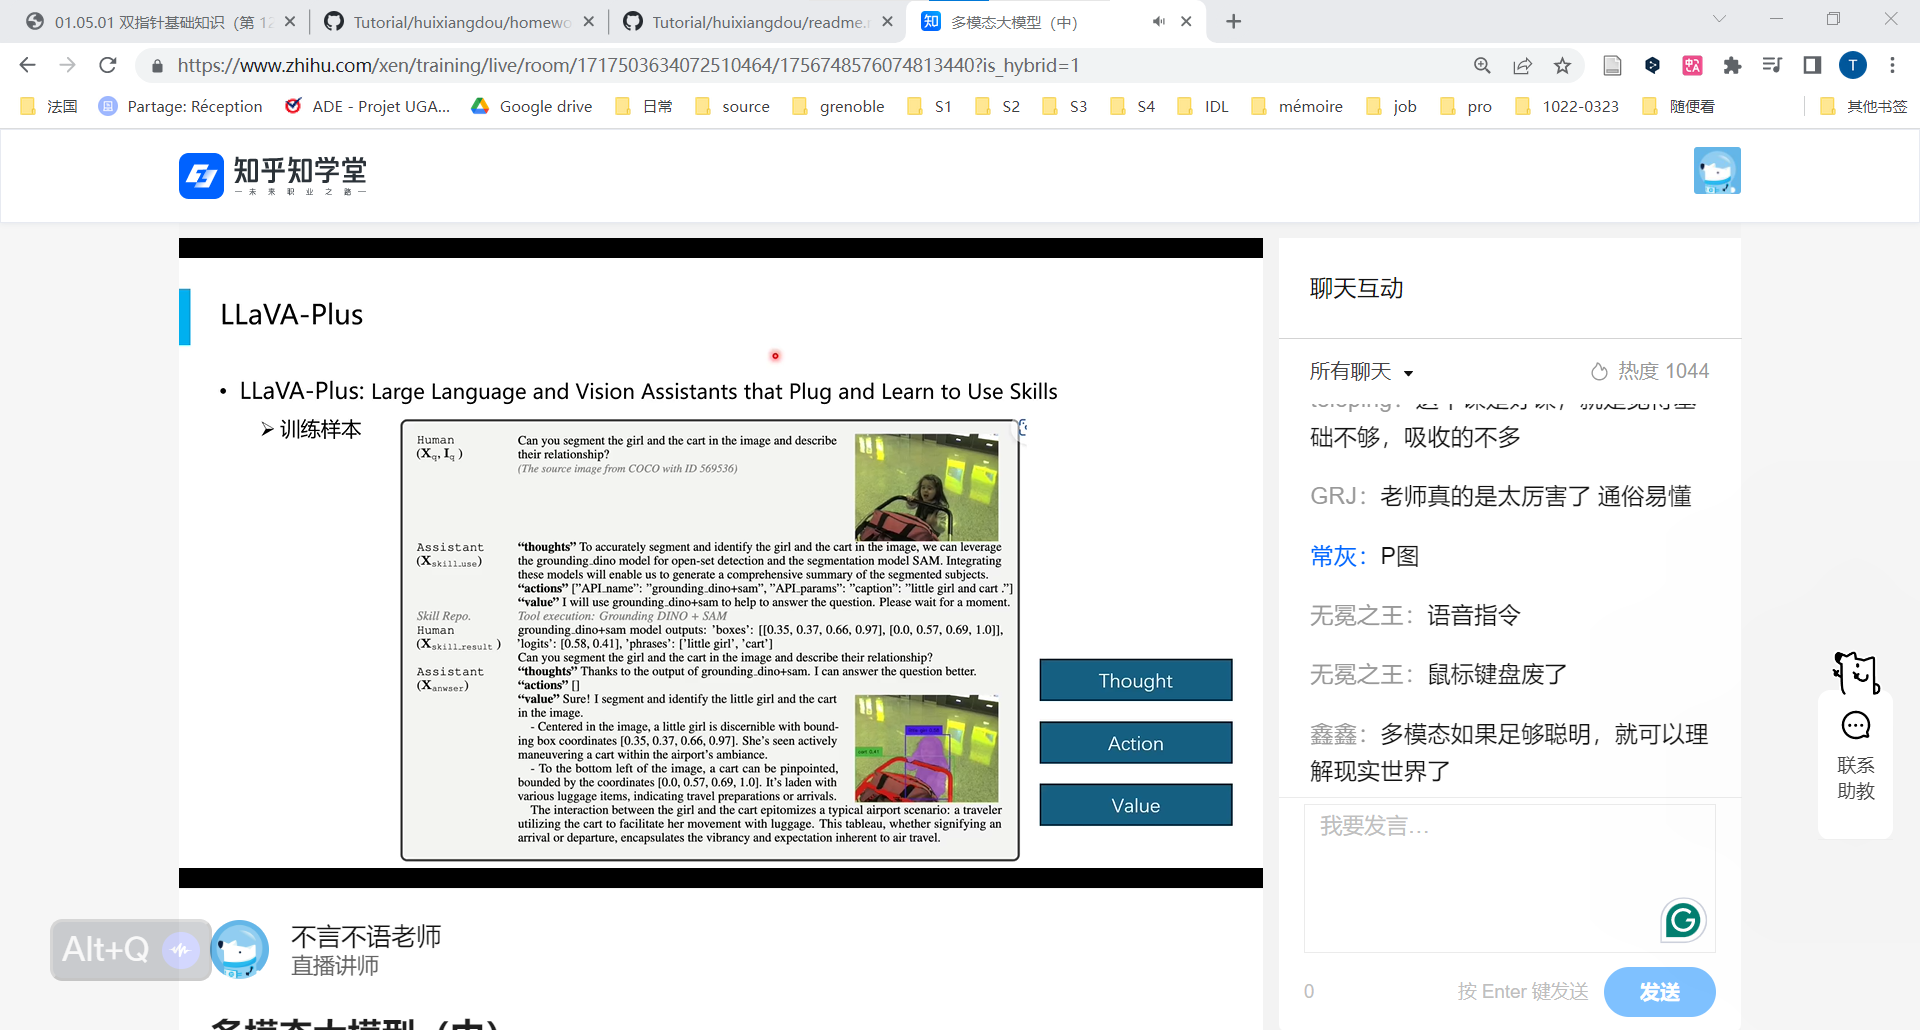 01.05.01 双指针基础知识（第 12
Tutorial/huixiangdou/homewo
Tutorial/huixiangdou/readme.r
多模态大模型（中）
https://www.zhihu.com/xen/training/live/room/1717503634072510464/1756748576074813440?is_hybrid=1
T
法国
Partage: Réception
ADE - Projet UGA...
Google drive
日常
source
grenoble
S1
S2
S3
S4
IDL
mémoire
job
pro
1022-0323
随便看
其他书签
知乎知学堂
一 未 来 职 业 之 路 一
LLaVA-Plus
• LLaVA-Plus: Large Language and Vision Assistants that Plug and Learn to Use Skills
➢ 训练样本
Human
(Xq, Iq )
Can you segment the girl and the cart in the image and describe
their relationship?
(The source image from COCO with ID 569536)
Assistant
(Xskill_use)
“thoughts” To accurately segment and identify the girl and the cart in the image, we can leverage
the grounding_dino model for open-set detection and the segmentation model SAM. Integrating
these models will enable us to generate a comprehensive summary of the segmented subjects.
“actions” [”API_name”: ”grounding_dino+sam”, ”API_params”: ”caption”: ”little girl and cart .”]
“value” I will use grounding_dino+sam to help to answer the question. Please wait for a moment.
Skill Repo.
Tool execution: Grounding DINO + SAM
Human
(Xskill_result )
grounding_dino+sam model outputs: ’boxes’: [[0.35, 0.37, 0.66, 0.97], [0.0, 0.57, 0.69, 1.0]],
’logits’: [0.58, 0.41], ’phrases’: [’little girl’, ’cart’]
Can you segment the girl and the cart in the image and describe their relationship?
Assistant
(Xanwser)
“thoughts” Thanks to the output of grounding_dino+sam. I can answer the question better.
“actions” []
“value” Sure! I segment and identify the little girl and the cart
in the image.
- Centered in the image, a little girl is discernible with bound-
ing box coordinates [0.35, 0.37, 0.66, 0.97]. She’s seen actively
maneuvering a cart within the airport’s ambiance.
- To the bottom left of the image, a cart can be pinpointed,
bounded by the coordinates [0.0, 0.57, 0.69, 1.0]. It’s laden with
various luggage items, indicating travel preparations or arrivals.
The interaction between the girl and the cart epitomizes a typical airport scenario: a traveler
utilizing the cart to facilitate her movement with luggage. This tableau, whether signifying an
arrival or departure, encapsulates the vibrancy and expectation inherent to air travel.
cart 0.41
Thought
Action
Value
聊天互动
所有聊天
热度 1044
础不够，吸收的不多
GRJ： 老师真的是太厉害了 通俗易懂
常灰： P图
无冕之王： 语音指令
无冕之王： 鼠标键盘废了
鑫鑫： 多模态如果足够聪明，就可以理
解现实世界了
我要发言…
0
按 Enter 键发送
发送
联系
助教
Alt+Q
不言不语老师
直播讲师
多模态大模型（中）